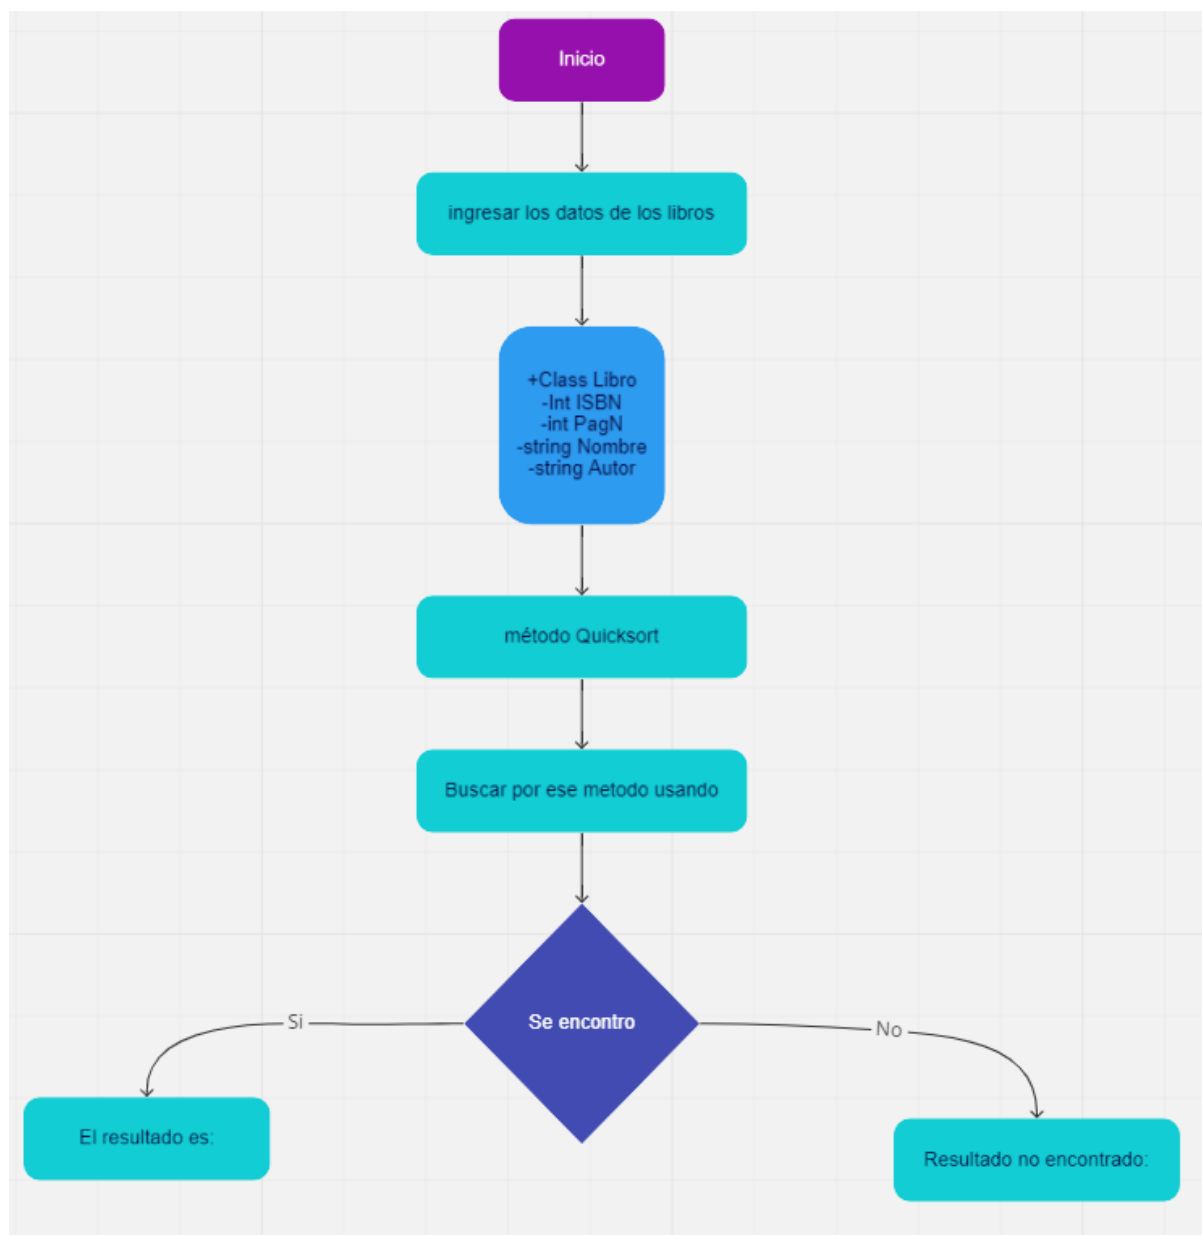 Inicio
ingresar los datos de los libros
+Class Libro
-Int ISBN
-int PagN
-string Nombre
-string Autor
método Quicksort
Buscar por ese metodo usando
Se encontro
Si
No
El resultado es:
Resultado no encontrado: